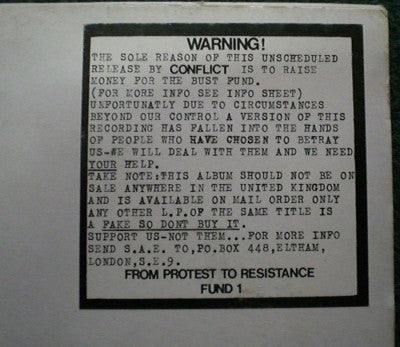 WARNING!
THE SOLE REASON OF THIS UNSCHEDULED
RELEASE BY CONFLICT IS TO RAISE
MONEY FOR THE BUST FUND.
(FOR MORE INFO SEE INFO SHEET)
UNFORTUNATLY DUE TO CIRCUMSTANCES
BEYOND OUR CONTROL A VERSION OF THIS
RECORDING HAS FALLEN INTO THE HANDS
OF PEOPLE WHO HAVE CHOSEN TO BETRAY
US-WE WILL DEAL WITH THEM AND WE NEED
YOUR HELP.
TAKE NOTE:THIS ALBUM SHOULD NOT BE ON
SALE ANYWHERE IN THE UNITED KINGDOM
AND IS AVAILABLE ON MAIL ORDER ONLY
ANY OTHER L.P.OF THE SAME TITLE IS
A FAKE SO DONT BUY IT.
SUPPORT US-NOT THEM...FOR MORE INFO
SEND S.A.E. TO,PO.BOX 448,ELTHAM,
LONDON,S.E.9.
FROM PROTEST TO RESISTANCE
FUND 1